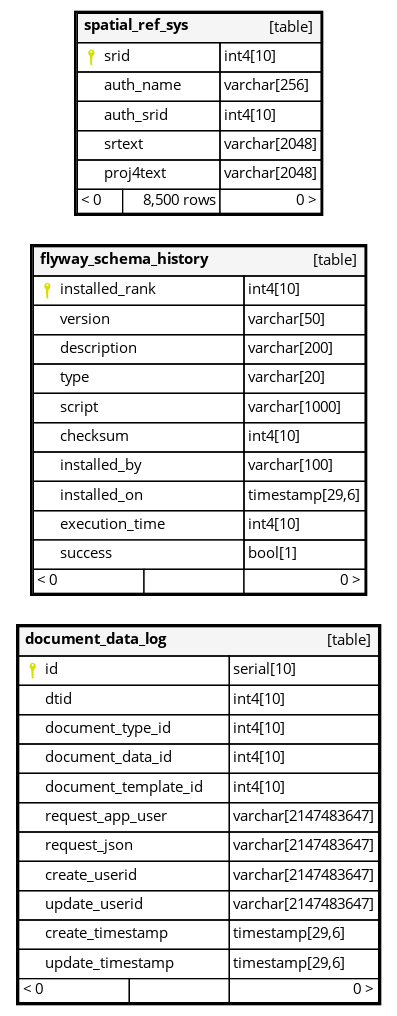 spatial_ref_sys [table]
srid int4[10]
auth_name varchar[256]
auth_srid int4[10]
srtext varchar[2048]
proj4text varchar[2048]
< 0 8,500 rows 0 >
flyway_schema_history [table]
installed_rank int4[10]
version varchar[50]
description varchar[200]
type varchar[20]
script varchar[1000]
checksum int4[10]
installed_by varchar[100]
installed_on timestamp[29,6]
execution_time int4[10]
success bool[1]
< 0 0 >
document_data_log [table]
id serial[10]
dtid int4[10]
document_type_id int4[10]
document_data_id int4[10]
document_template_id int4[10]
request_app_user varchar[2147483647]
request_json varchar[2147483647]
create_userid varchar[2147483647]
update_userid varchar[2147483647]
create_timestamp timestamp[29,6]
update_timestamp timestamp[29,6]
< 0 0 >